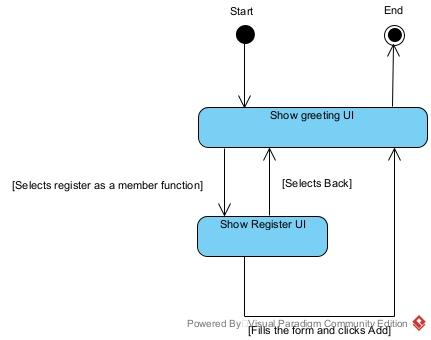 Start
End
Show greeting UI
[Selects register as a member function]
[Selects Back]
Show Register UI
Powered By Visual Paradigm Community Edition
[Fills the form and clicks Add]